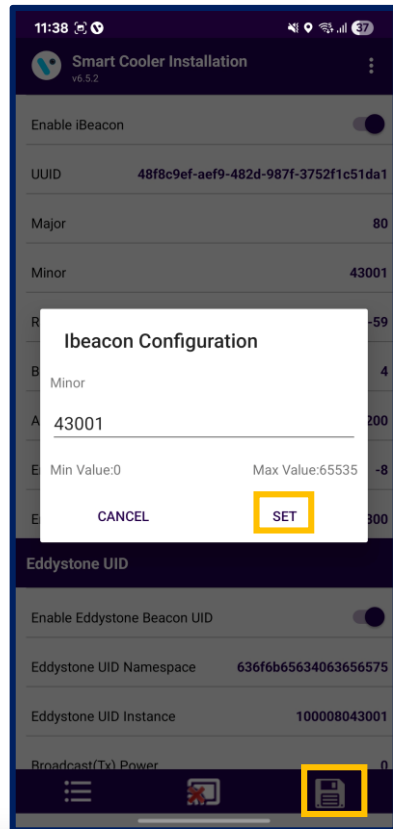 11:38 37
Smart Cooler Installation
v6.5.2
Enable iBeacon
UUID 48f8c9ef-aef9-482d-987f-3752f1c51da1
Major 80
Minor 43001
R -59
Ibeacon Configuration
B 4
Minor
A 200
43001
E Min Value:0 Max Value:65535 -8
E CANCEL SET 300
Eddystone UID
Enable Eddystone Beacon UID
Eddystone UID Namespace 636f6b65634063656575
Eddystone UID Instance 100008043001
Broadcast(Tx) Power 0